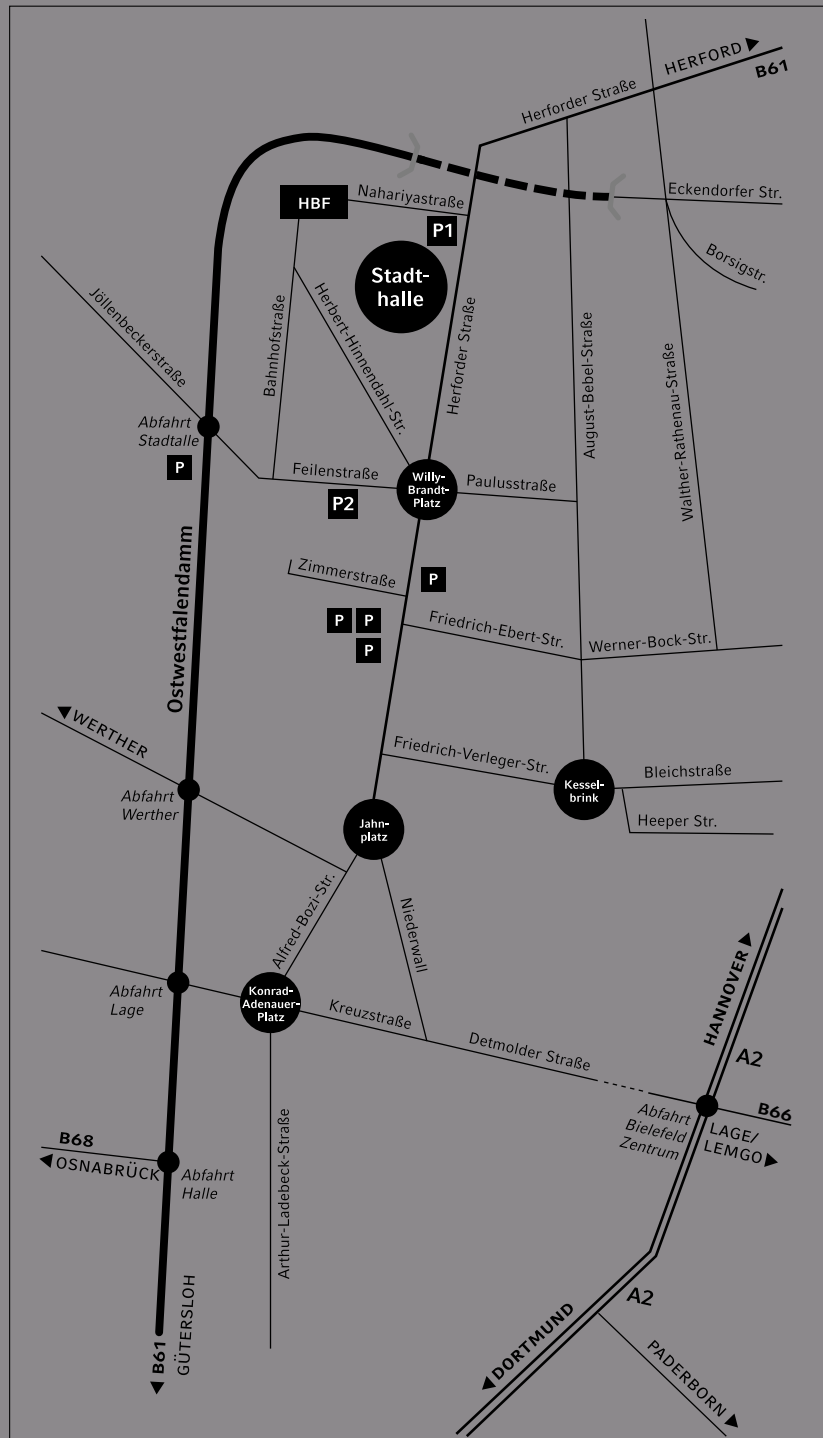 HERFORD
B61
Herforder Straße
Eckendorfer Str.
Nahariyastraße
HBF
P1
Borsigstr.
Stadt-
halle
Jöllenbeckerstraße
Bahnhofstraße
Herbert-Hinnendahl-Str.
Herforder Straße
August-Bebel-Straße
Walther-Rathenau-Straße
Abfahrt
Stadtalle
P
Feilenstraße
Willy-
Brandt-
Platz
Paulusstraße
P2
Zimmerstraße
P
P
P
P
Friedrich-Ebert-Str.
Werner-Bock-Str.
Ostwestfalendamm
WERTHER
Friedrich-Verleger-Str.
Bleichstraße
Kessel-
brink
Abfahrt
Werther
Heeper Str.
Jahn-
platz
Alfred-Bozi-Str.
Niederwall
Abfahrt
Lage
Konrad-
Adenauer-
Platz
Kreuzstraße
Detmolder Straße
HANNOVER
A2
B66
Abfahrt
Bielefeld
Zentrum
LAGE/
LEMGO
B68
OSNABRÜCK
Abfahrt
Halle
Arthur-Ladebeck-Straße
A2
B61
GÜTERSLOH
DORTMUND
PADERBORN